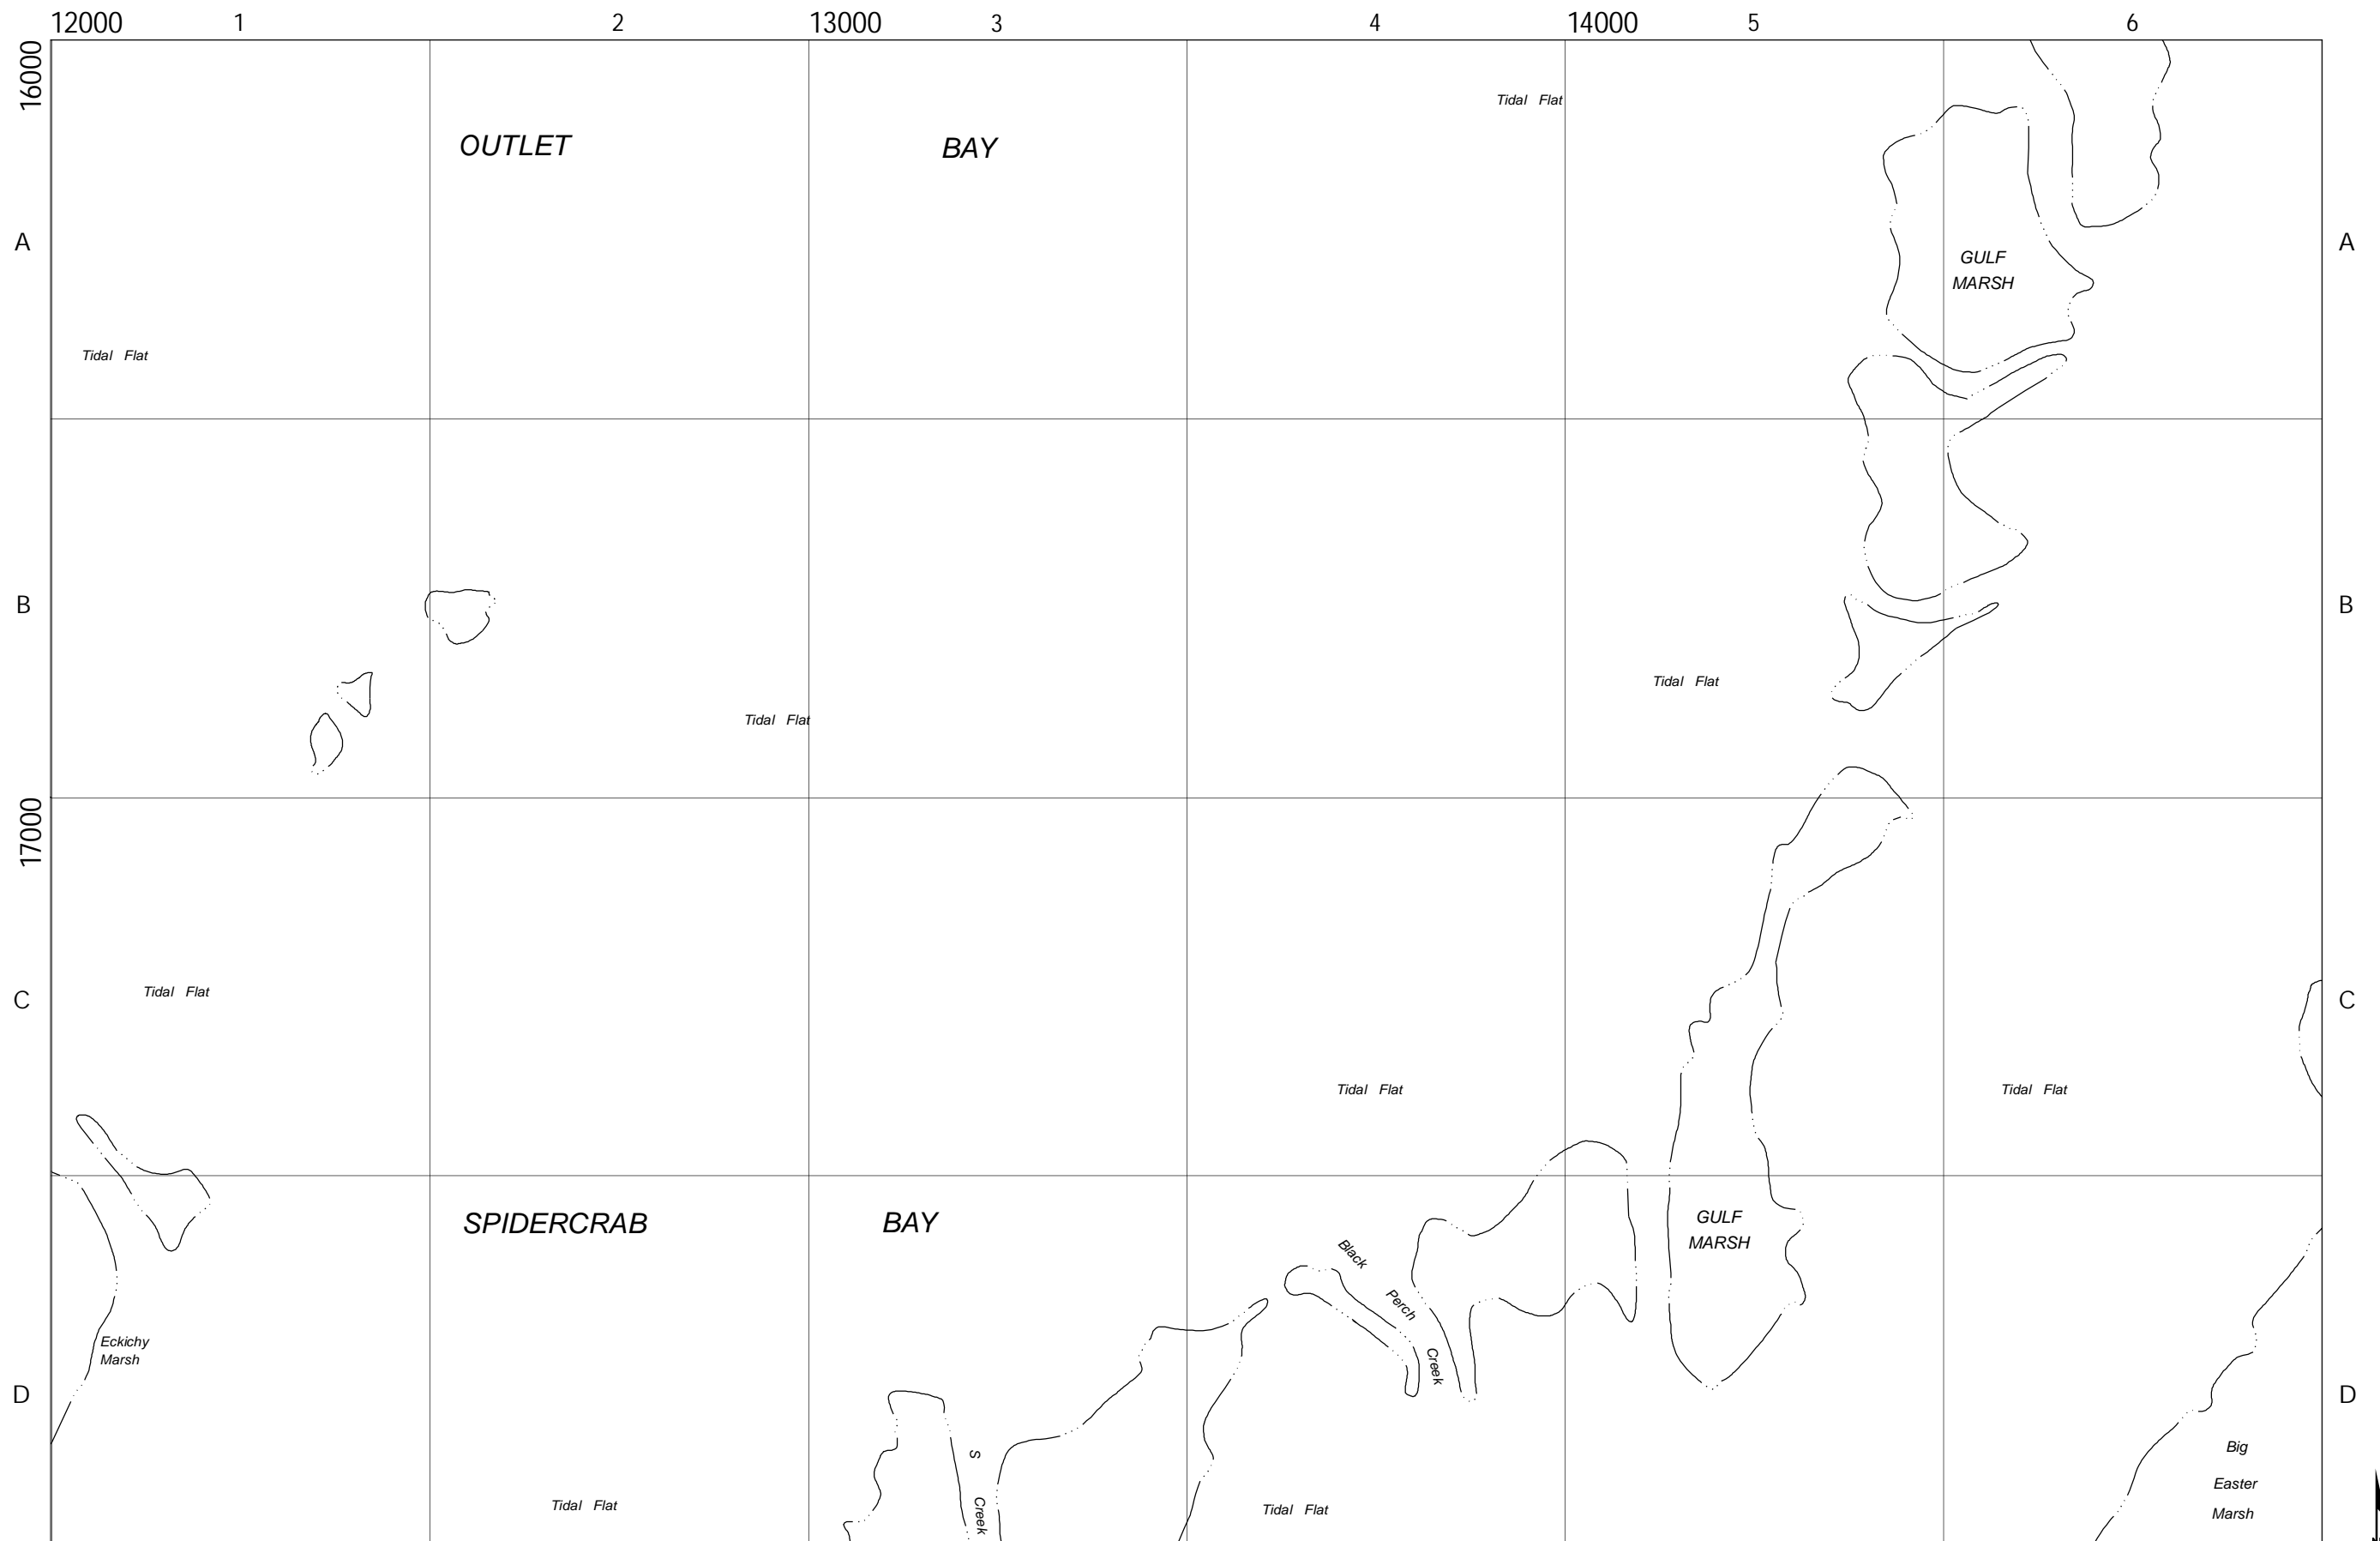 12000 1 2 13000 3 4 14000 5 6
16000
Tidal Flat
OUTLET BAY
A A
GULF
MARSH
Tidal Flat
B B
Tidal Flat
Tidal Flat
17000
Tidal Flat
C C
Tidal Flat
Tidal Flat
SPIDERCRAB BAY
GULF
MARSH
Black
Perch
Creek
Eckichy
Marsh
D D
S
Creek
Big
Easter
Marsh
Tidal Flat
Tidal Flat